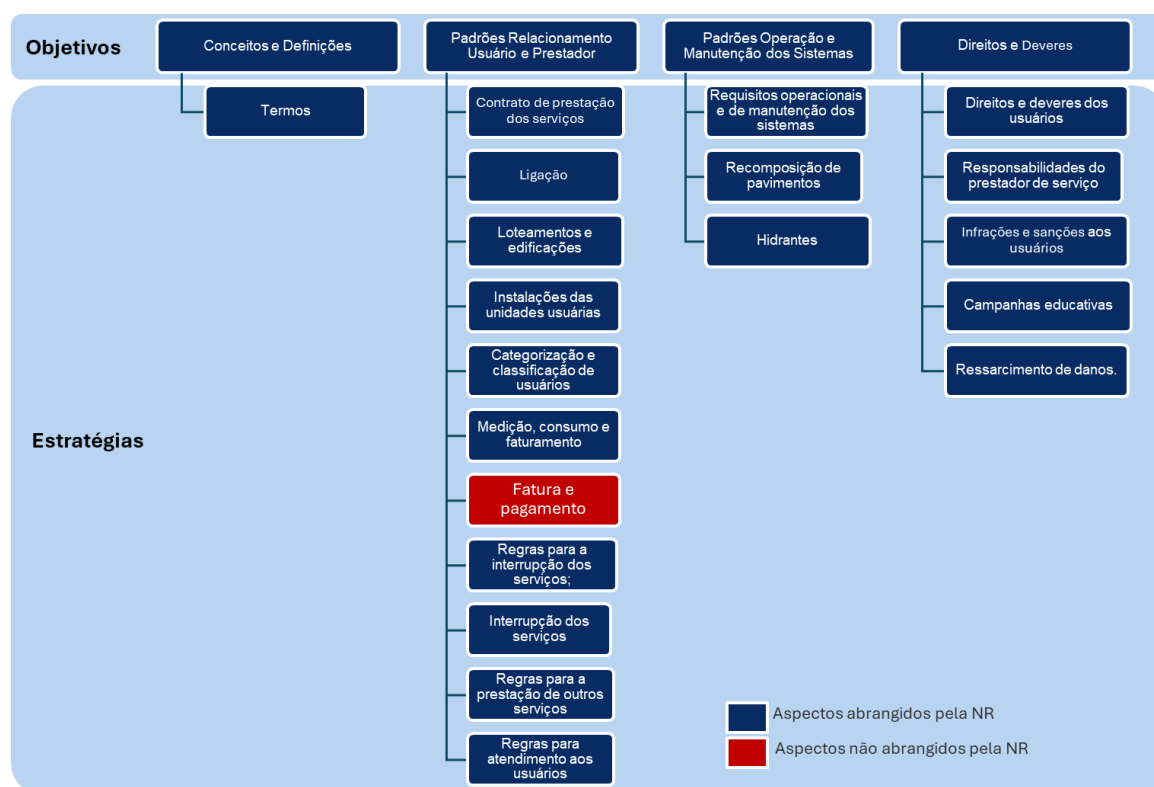 Objetivos
Conceitos e Definições
Padrões Relacionamento
Usuário e Prestador
Padrões Operação e
Manutenção dos Sistemas
Direitos e Deveres
Estratégias
Termos
Contrato de prestação
dos serviços
Ligação
Loteamentos e
edificações
Instalações das
unidades usuárias
Categorização e
classificação de
usuários
Medição, consumo e
faturamento
Fatura e
pagamento
Regras para a
interrupção dos
serviços;
Interrupção dos
serviços
Regras para a
prestação de outros
serviços
Regras para
atendimento aos
usuários
Requisitos operacionais
e de manutenção dos
sistemas
Recomposição de
pavimentos
Hidrantes
Direitos e deveres dos
usuários
Responsabilidades do
prestador de serviço
Infrações e sanções aos
usuários
Campanhas educativas
Ressarcimento de danos.
Aspectos abrangidos pela NR
Aspectos não abrangidos pela NR